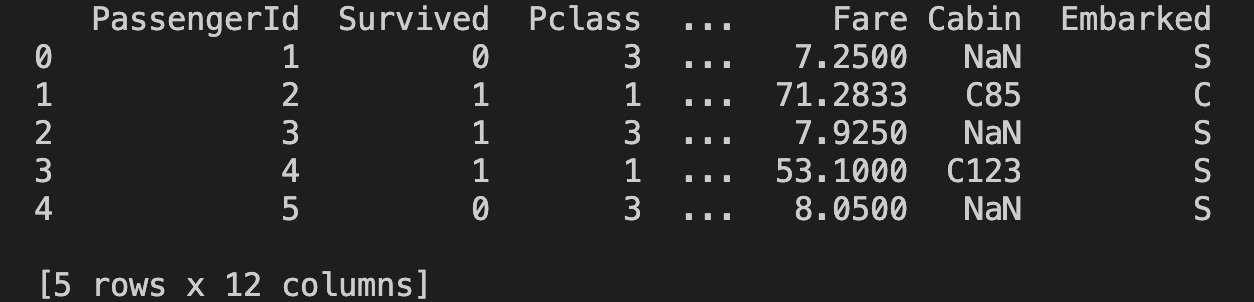 PassengerId  Survived  Pclass  ...     Fare Cabin  Embarked
0            1         0       3  ...   7.2500   NaN         S
1            2         1       1  ...  71.2833   C85         C
2            3         1       3  ...   7.9250   NaN         S
3            4         1       1  ...  53.1000  C123         S
4            5         0       3  ...   8.0500   NaN         S

[5 rows x 12 columns]